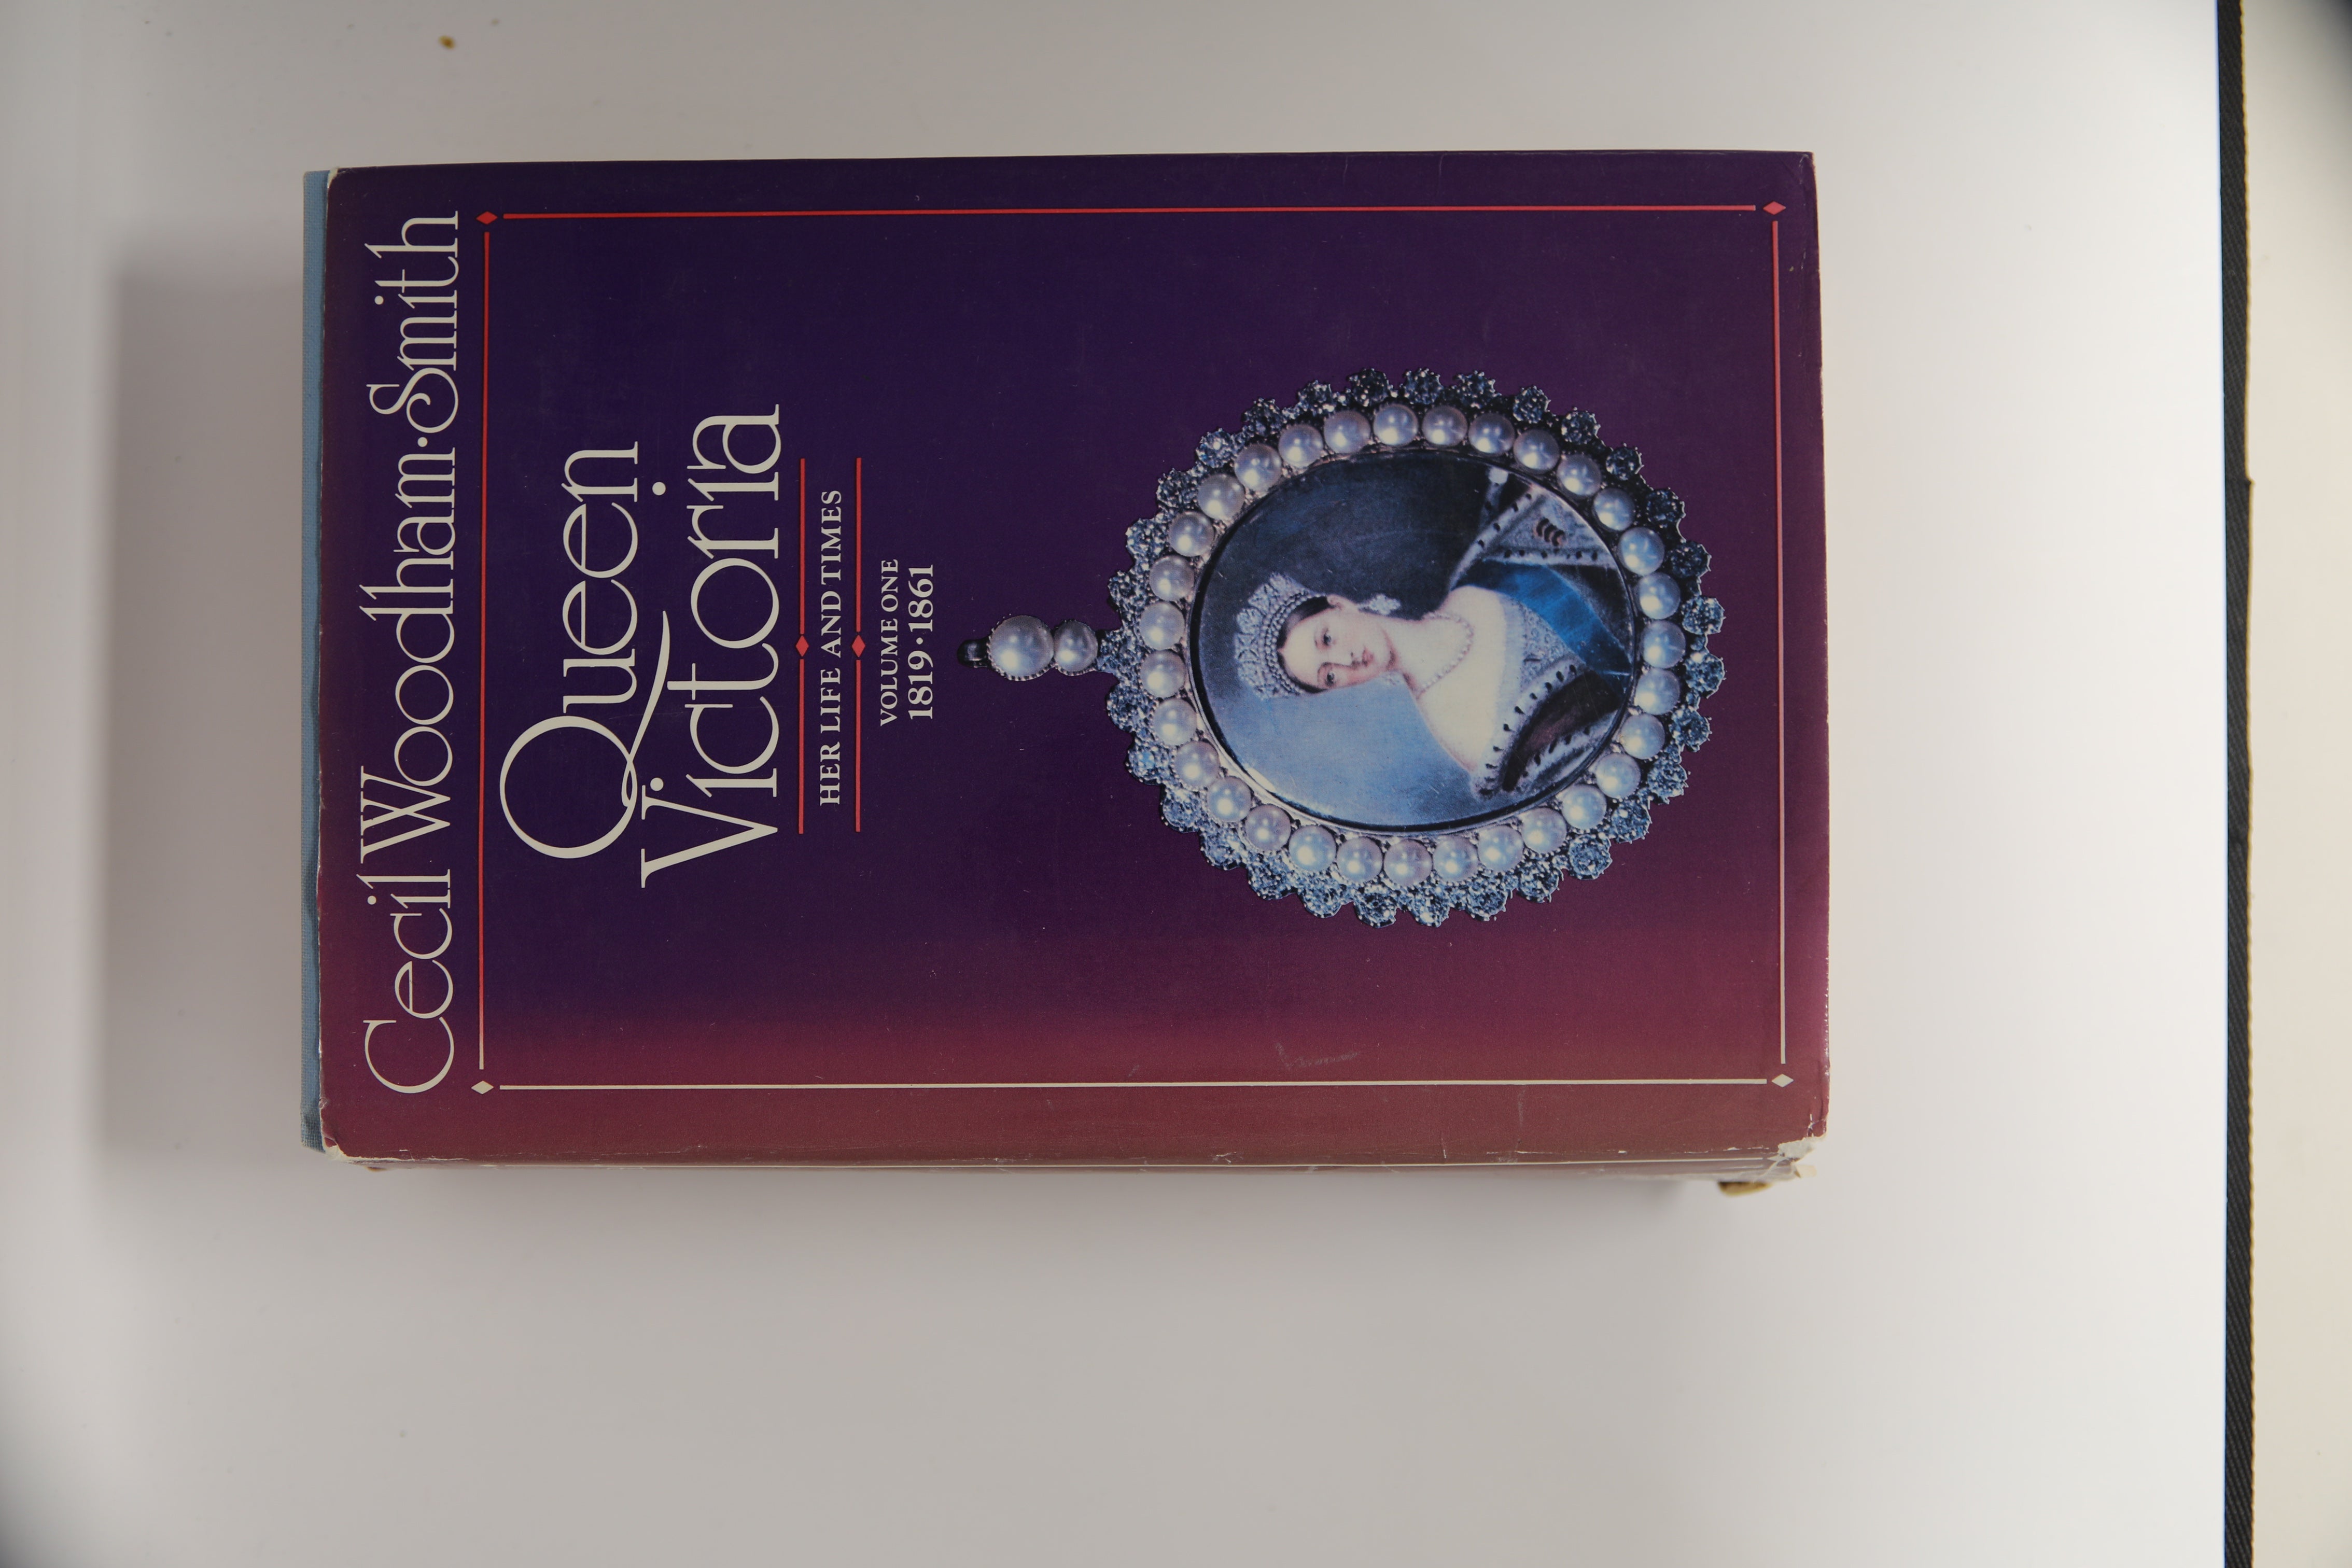 Cecil Woodham·Smith
Queen
Victoria
HER LIFE AND TIMES
VOLUME ONE
1819·1861